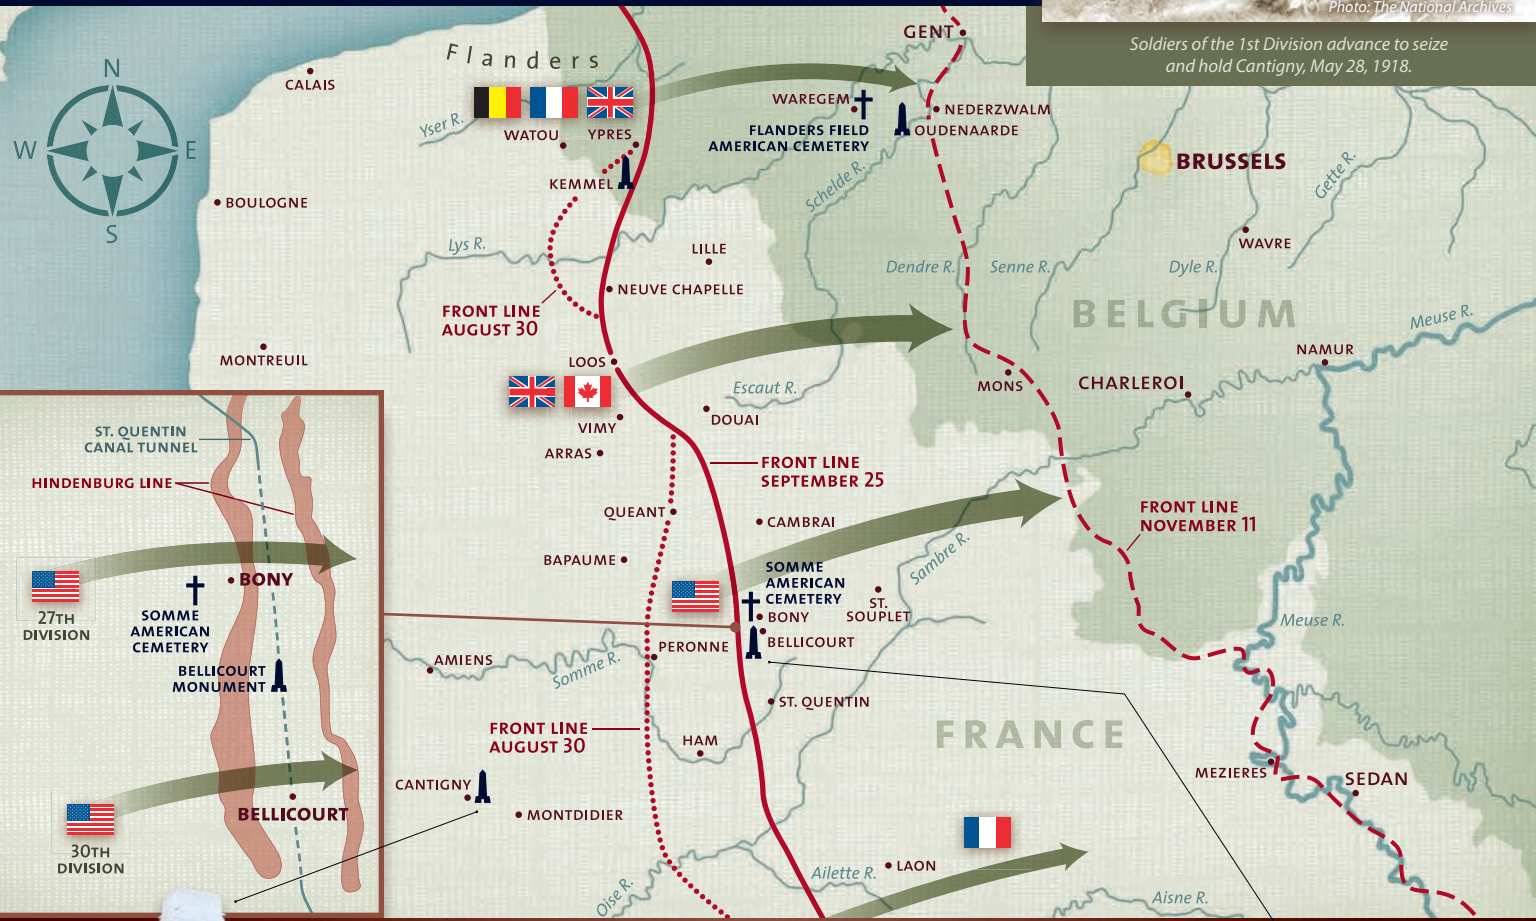 Photo: The National Archives
Soldiers of the 1st Division advance to seize
and hold Cantigny, May 28, 1918.
N
W
E
S
Flanders
CALAIS
BOULOGNE
MONTREUIL
Yser R.
WATOU
YPRES
KEMMEL
Lys R.
LILLE
NEUVE CHAPELLE
FRONT LINE
AUGUST 30
LOOS
VIMY
ARRAS
DOUAI
Escaut R.
GENT
WAREGEM
NEDERZWALM
FLANDERS FIELD
AMERICAN CEMETERY
OUDENAARDE
Schelde R.
BRUSSELS
Gette R.
WAVRE
Dendre R.
Senne R.
Dyle R.
BELGIUM
Meuse R.
NAMUR
MONS
CHARLEROI
FRONT LINE
SEPTEMBER 25
QUEANT
CAMBRAI
BAPAUME
FRONT LINE
NOVEMBER 11
Sambre R.
SOMME
AMERICAN
CEMETERY
BONY
BELLICOURT
ST.
SOUPLET
Meuse R.
PERONNE
AMIENS
Somme R.
ST. QUENTIN
FRONT LINE
AUGUST 30
HAM
FRANCE
CANTIGNY
MONTDIDIER
MEZIERES
SEDAN
LAON
Ailette R.
Oise R.
Aisne R.
ST. QUENTIN
CANAL TUNNEL
HINDENBURG LINE
27TH
DIVISION
BONY
SOMME
AMERICAN
CEMETERY
BELLICOURT
MONUMENT
30TH
DIVISION
BELLICOURT